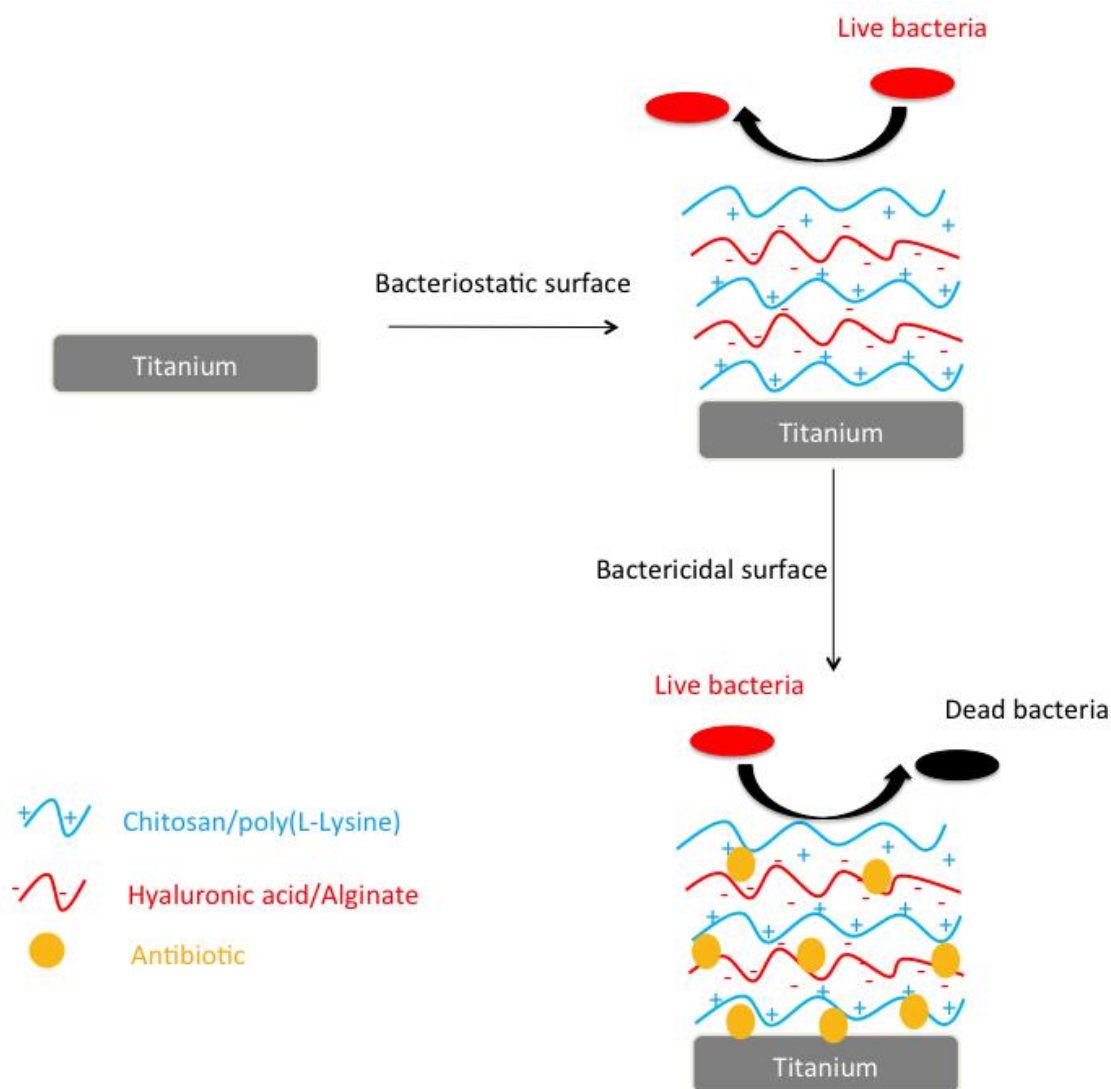 Live bacteria
Bacteriostatic surface
Titanium
Titanium
Bactericidal surface
Live bacteria
Dead bacteria
Chitosan/poly(L-Lysine)
Hyaluronic acid/Alginate
Antibiotic
Titanium